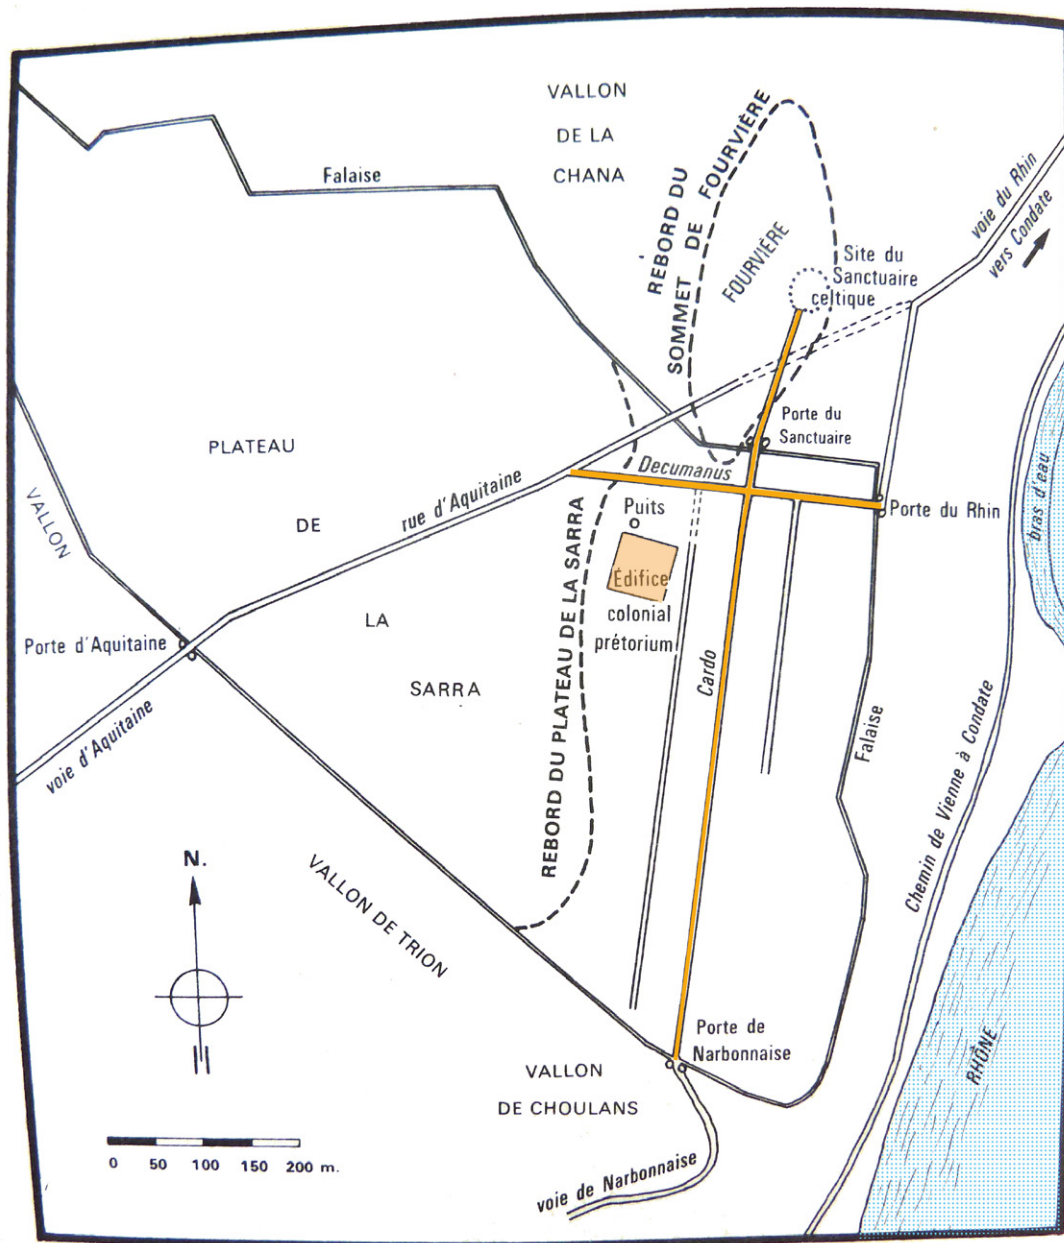 VALLON
DE LA
CHANA
Falaise
REBORD DU
SOMMET DE FOURVIÈRE
FOURVIÈRE
voie du Rhin
vers Condate
Site du
Sanctuaire
celtique
Porte du
Sanctuaire
PLATEAU
DE
LA
SARRA
VALLON
rue d'Aquitaine
Decumanus
Puits
Édifice
colonial
prétorium
Porte du Rhin
bras d'eau
Porte d'Aquitaine
voie d'Aquitaine
REBORD DU PLATEAU DE LA SARRA
Cardo
Falaise
Chemin de Vienne à Condate
N.
VALLON DE TRION
Porte de
Narbonnaise
RHÔNE
VALLON
DE CHOULANS
voie de Narbonnaise
0 50 100 150 200 m.